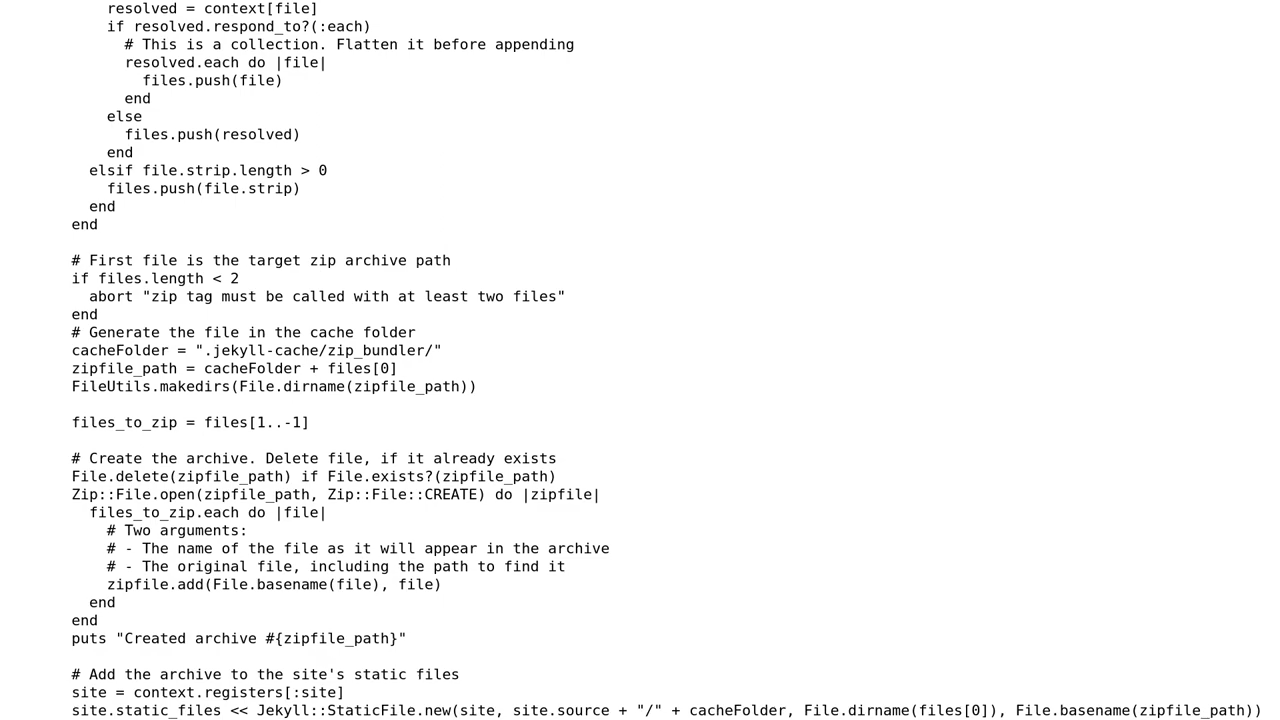 resolved = context[file]
if resolved.respond_to?(:each)
# This is a collection. Flatten it before appending
resolved.each do |file|
files.push(file)
end
else
files.push(resolved)
end
elsif file.strip.length > 0
files.push(file.strip)
end
end
# First file is the target zip archive path
if files.length < 2
abort "zip tag must be called with at least two files"
end
# Generate the file in the cache folder
cacheFolder = ".jekyll-cache/zip_bundler/"
zipfile_path = cacheFolder + files[0]
FileUtils.makedirs(File.dirname(zipfile_path))
files_to_zip = files[1..-1]
# Create the archive. Delete file, if it already exists
File.delete(zipfile_path) if File.exists?(zipfile_path)
Zip::File.open(zipfile_path, Zip::File::CREATE) do |zipfile|
files_to_zip.each do |file|
# Two arguments:
# - The name of the file as it will appear in the archive
# - The original file, including the path to find it
zipfile.add(File.basename(file), file)
end
end
puts "Created archive #{zipfile_path}"
# Add the archive to the site's static files
site = context.registers[:site]
site.static_files << Jekyll::StaticFile.new(site, site.source + "/" + cacheFolder, File.dirname(files[0]), File.basename(zipfile_path))